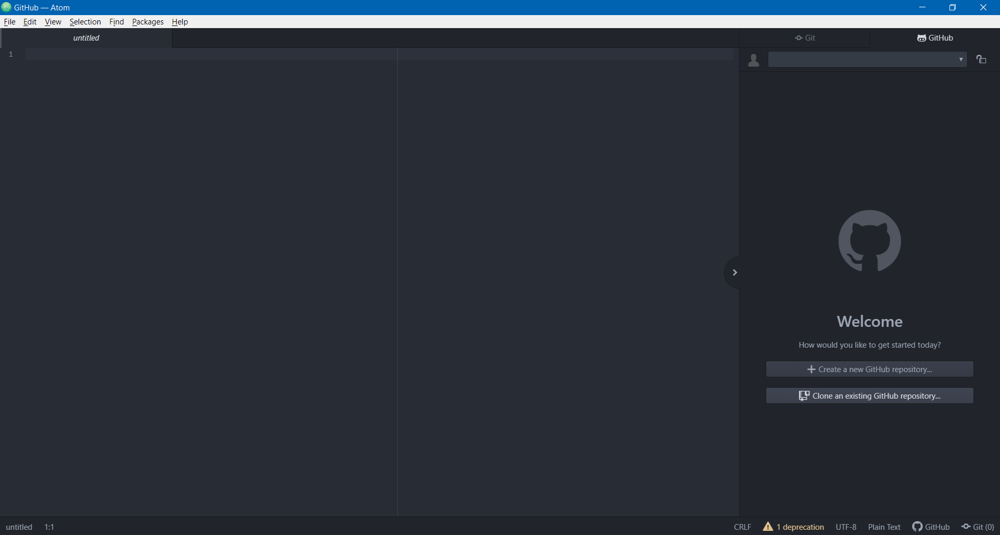 GitHub — Atom
File Edit View Selection Find Packages Help
untitled
Git
GitHub
1
Welcome
How would you like to get started today?
Create a new GitHub repository...
Clone an existing GitHub repository...
untitled 1:1
CRLF 1 deprecation UTF-8 Plain Text GitHub Git (0)